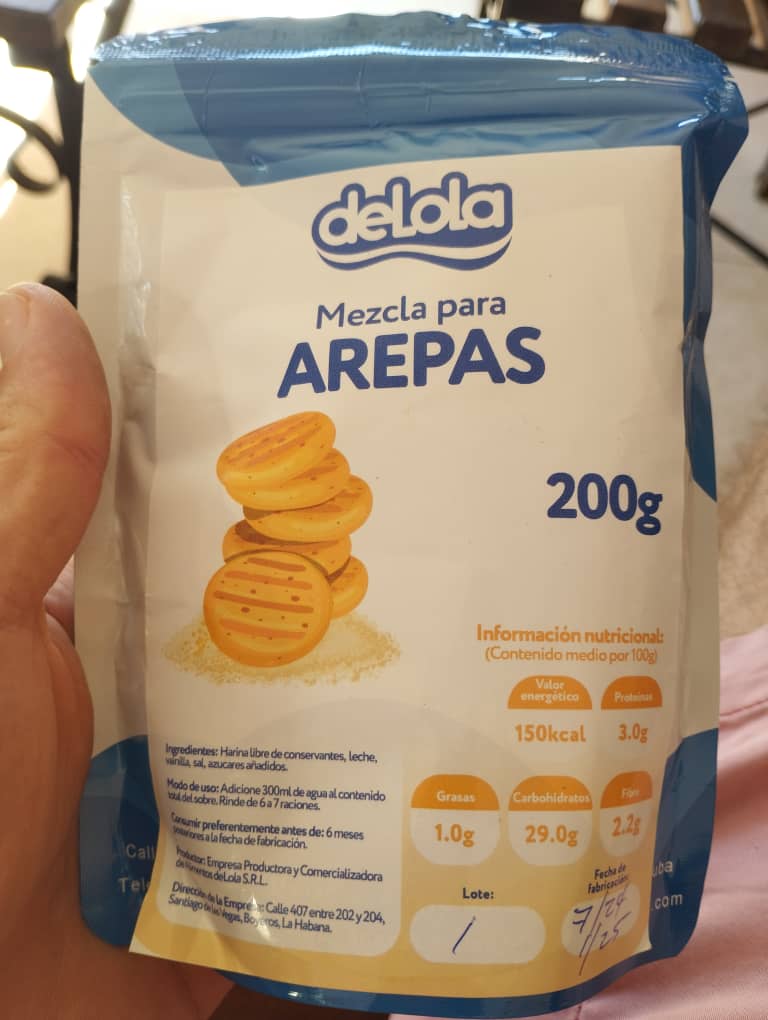 deLola
Mezcla para
AREPAS
200g
Información nutricional:
(Contenido medio por 100g)
Valor
energético
150kcal
Proteínas
3.0g
Grasas
1.0g
Carbohidratos
29.0g
Fibra
2.2g
Ingredientes: Harina libre de conservantes, leche,
vainilla, sal, azucares añadidos.
Modo de uso: Adicione 300ml de agua al contenido
total del sobre. Rinde de 6 a 7 raciones.
Consumir preferentemente antes de: 6 meses
posteriores a la fecha de fabricación.
Productor: Empresa Productora y Comercializadora
de Alimentos deLola S.R.L.
Dirección de la Empresa: Calle 407 entre 202 y 204,
Santiago de las Vegas, Boyeros, La Habana.
Lote:
1
Fecha de
fabricación:
7/24
1/25
Call
Tel
uba
.com